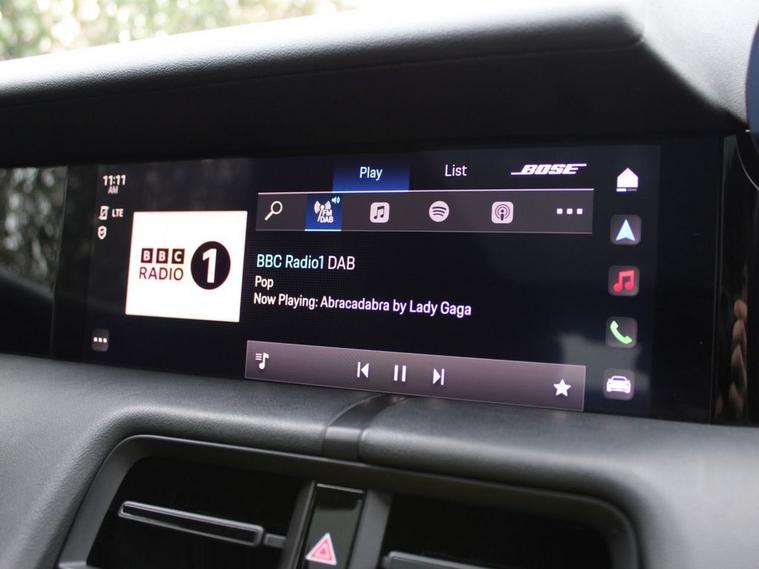 11:11
AM
LTE
Play
List
BOSE
FM
DAB
BBC
RADIO
1
BBC Radio1 DAB
Pop
Now Playing: Abracadabra by Lady Gaga